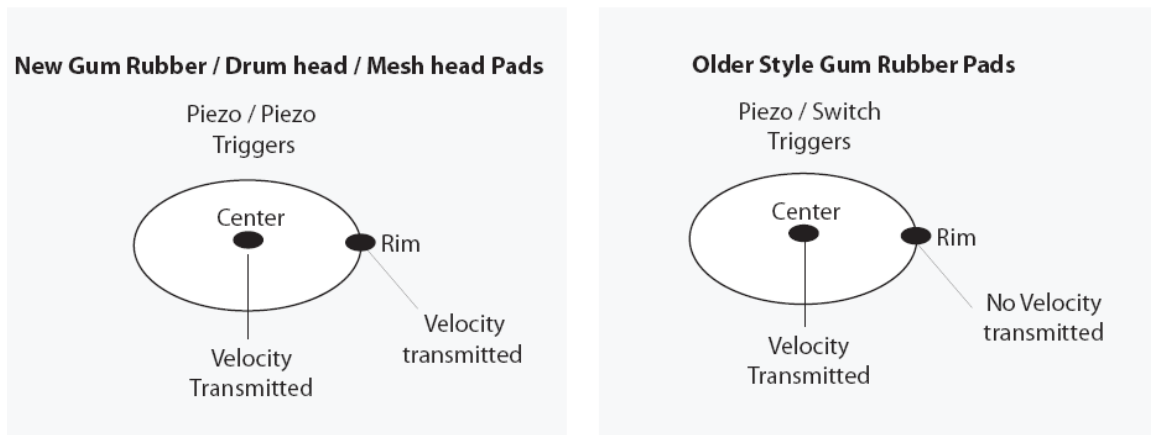 New Gum Rubber / Drum head / Mesh head Pads
Piezo / Piezo
Triggers
Center
Rim
Velocity
transmitted
Velocity
Transmitted
Older Style Gum Rubber Pads
Piezo / Switch
Triggers
Center
Rim
No Velocity
transmitted
Velocity
Transmitted